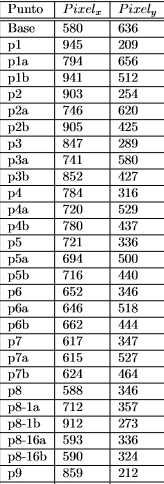 Punto Pixelx Pixely
Base 580 636
p1 945 209
p1a 794 656
p1b 941 512
p2 903 254
p2a 746 620
p2b 905 425
p3 847 289
p3a 741 580
p3b 852 427
p4 784 316
p4a 720 529
p4b 780 437
p5 721 336
p5a 694 500
p5b 716 440
p6 652 346
p6a 646 518
p6b 662 444
p7 617 347
p7a 615 527
p7b 624 464
p8 588 346
p8-1a 712 357
p8-1b 912 273
p8-16a 593 336
p8-16b 590 324
p9 859 212